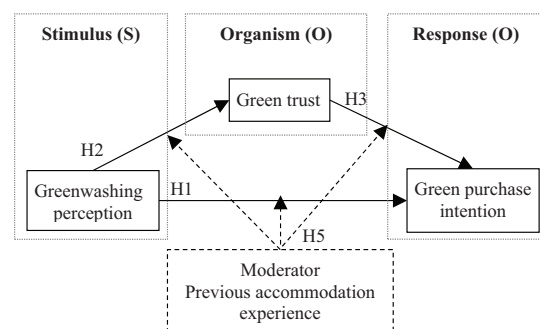 Stimulus (S)
Organism (O)
Response (O)
Green trust
H3
H2
Greenwashing
perception
H1
Green purchase
intention
H5
Moderator
Previous accommodation
experience